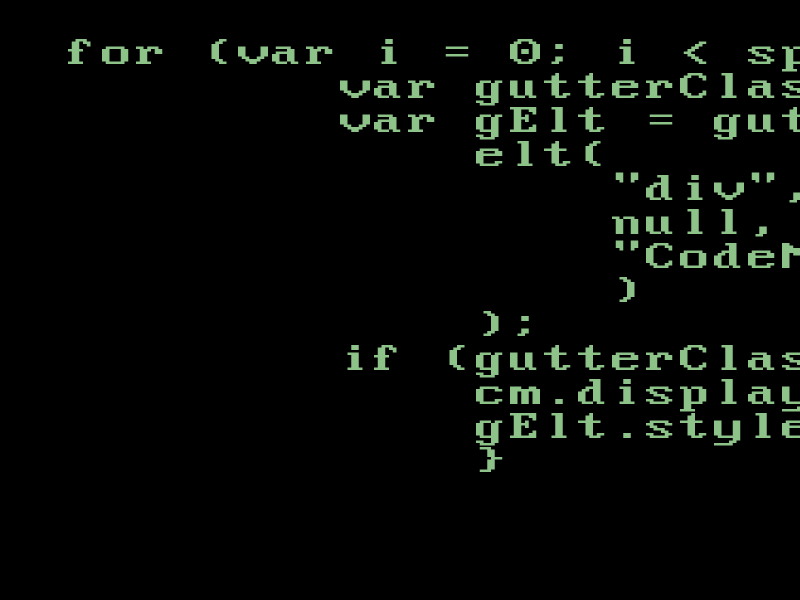 for (var i = 0; i < sp
var gutterClas
var gElt = gut
elt(
"div",
null,
"CodeM
)
);
if (gutterClas
cm.display
gElt.style
}